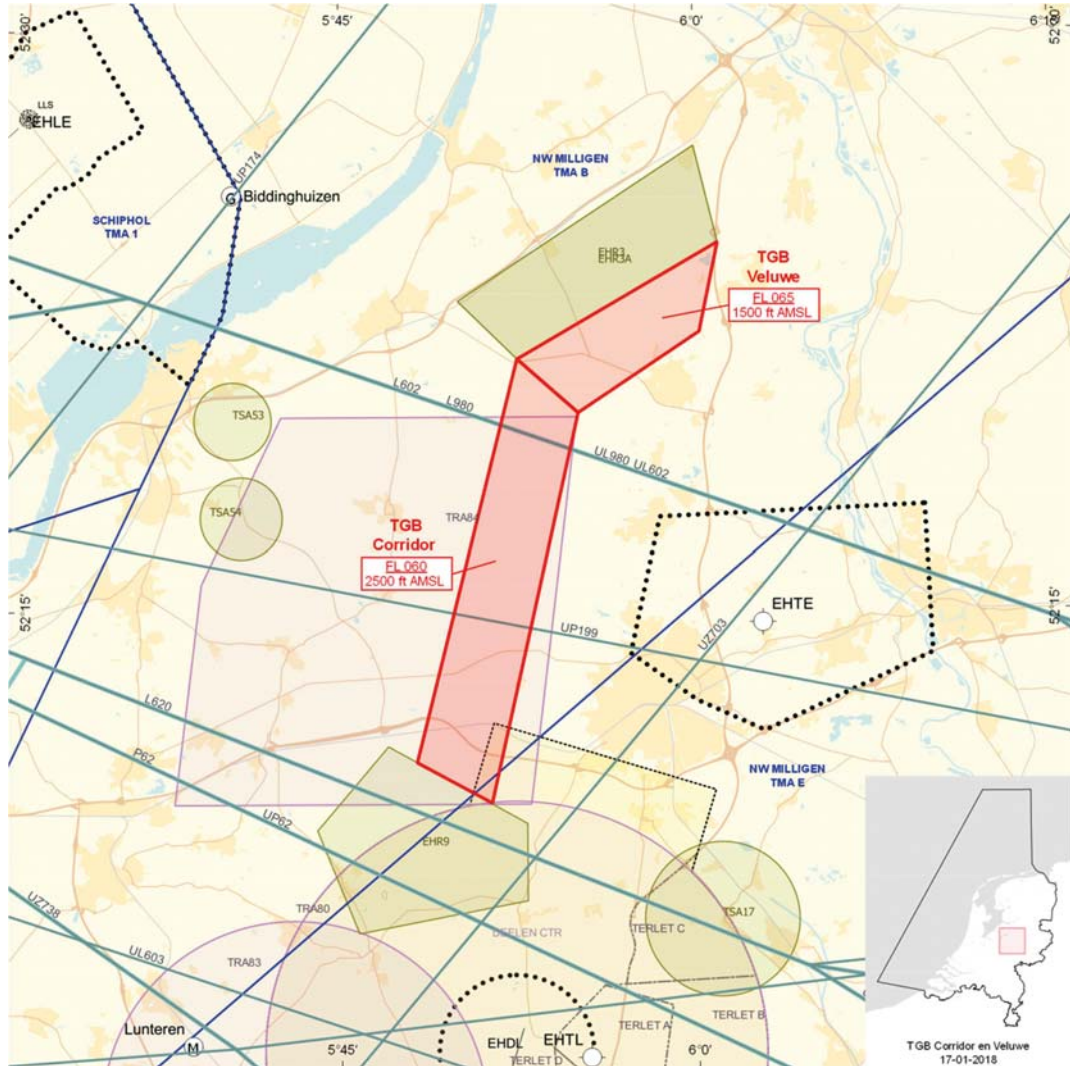 5°45'
6°0'
52°30'
LLS
EHLE
UP174
NW MILLIGEN
TMA B
Biddinghuizen
G
SCHIPHOL
TMA 1
EHR3
EHR3A
TGB
Veluwe
FL 065
1500 ft AMSL
L602
L980
TSA53
UL980 UL602
TSA54
TRA84
TGB
Corridor
FL 060
2500 ft AMSL
52°15'
52°15'
EHTE
UP199
UZ703
L620
P62
NW MILLIGEN
TMA E
UP62
EHR9
UZ738
TRA80
TSA17
DEELEN CTR
TERLET C
UL603
TRA83
Lunteren
M
EHDL
EHTL
TERLET A
TERLET B
TERLET D
5°45'
6°0'
TGB Corridor en Veluwe
17-01-2018